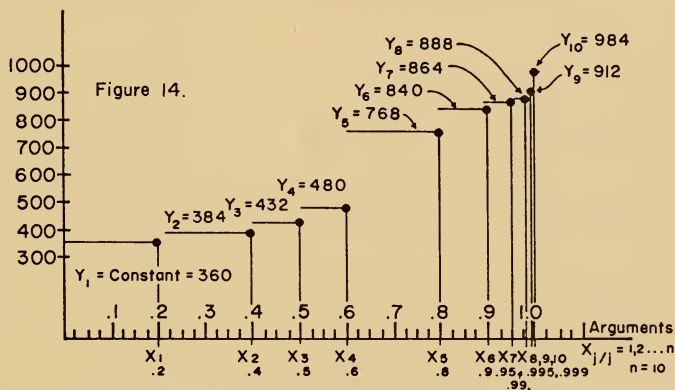 Y₁₀= 984
Y₈= 888
Y₉= 912
1000
Figure 14.
Y₇= 864
900
Y₆= 840
800
Y₅= 768
700
600
500
Y₄= 480
Y₃= 432
400
Y₂= 384
300
Y₁ = Constant = 360
.1 .2 .3 .4 .5 .6 .7 .8 .9 1.0
Arguments
X₁ X₂ X₃ X₄ X₅ X₆ X₇ X₈,₉,₁₀ Xj/j = 1,2...n
.2 .4 .5 .6 .8 .9 .95, .995, .999 n = 10
.99,